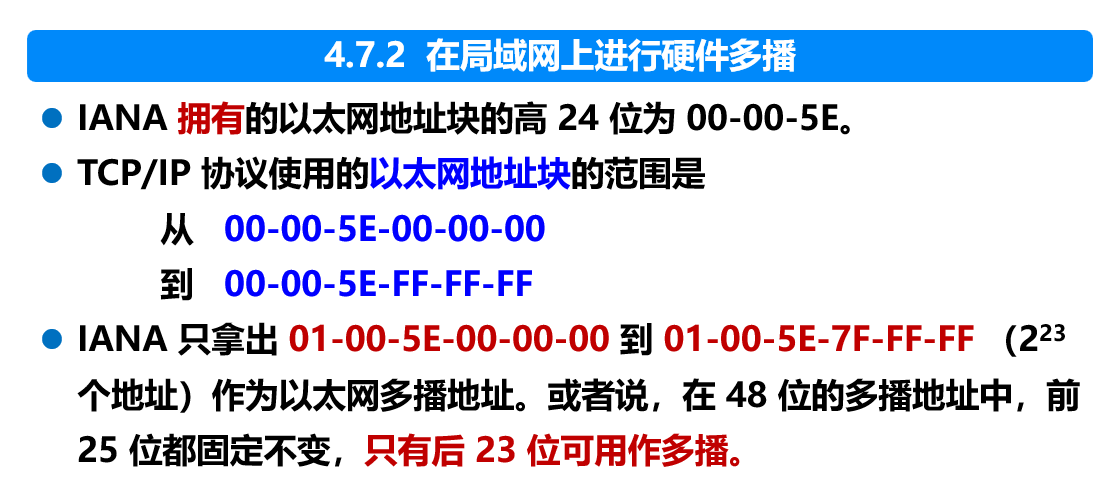 4.7.2 在局域网上进行硬件多播
● IANA 拥有的以太网地址块的高 24 位为 00-00-5E。
● TCP/IP 协议使用的以太网地址块的范围是
从 00-00-5E-00-00-00
到 00-00-5E-FF-FF-FF
● IANA 只拿出 01-00-5E-00-00-00 到 01-00-5E-7F-FF-FF （2²³
个地址）作为以太网多播地址。或者说，在 48 位的多播地址中，前
25 位都固定不变，只有后 23 位可用作多播。